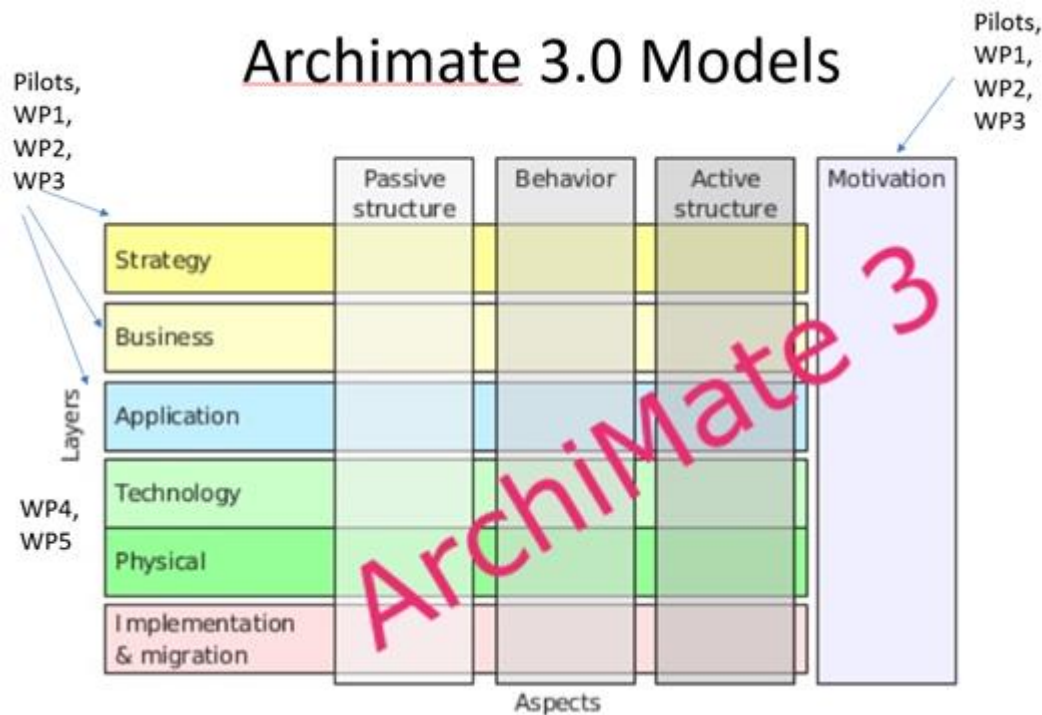 Archimate 3.0 Models
Pilots,
WP1,
WP2,
WP3
Pilots,
WP1,
WP2,
WP3
Passive
structure
Behavior
Active
structure
Motivation
Strategy
Business
Application
Technology
Physical
Implementation
& migration
Layers
WP4,
WP5
ArchiMate 3
Aspects